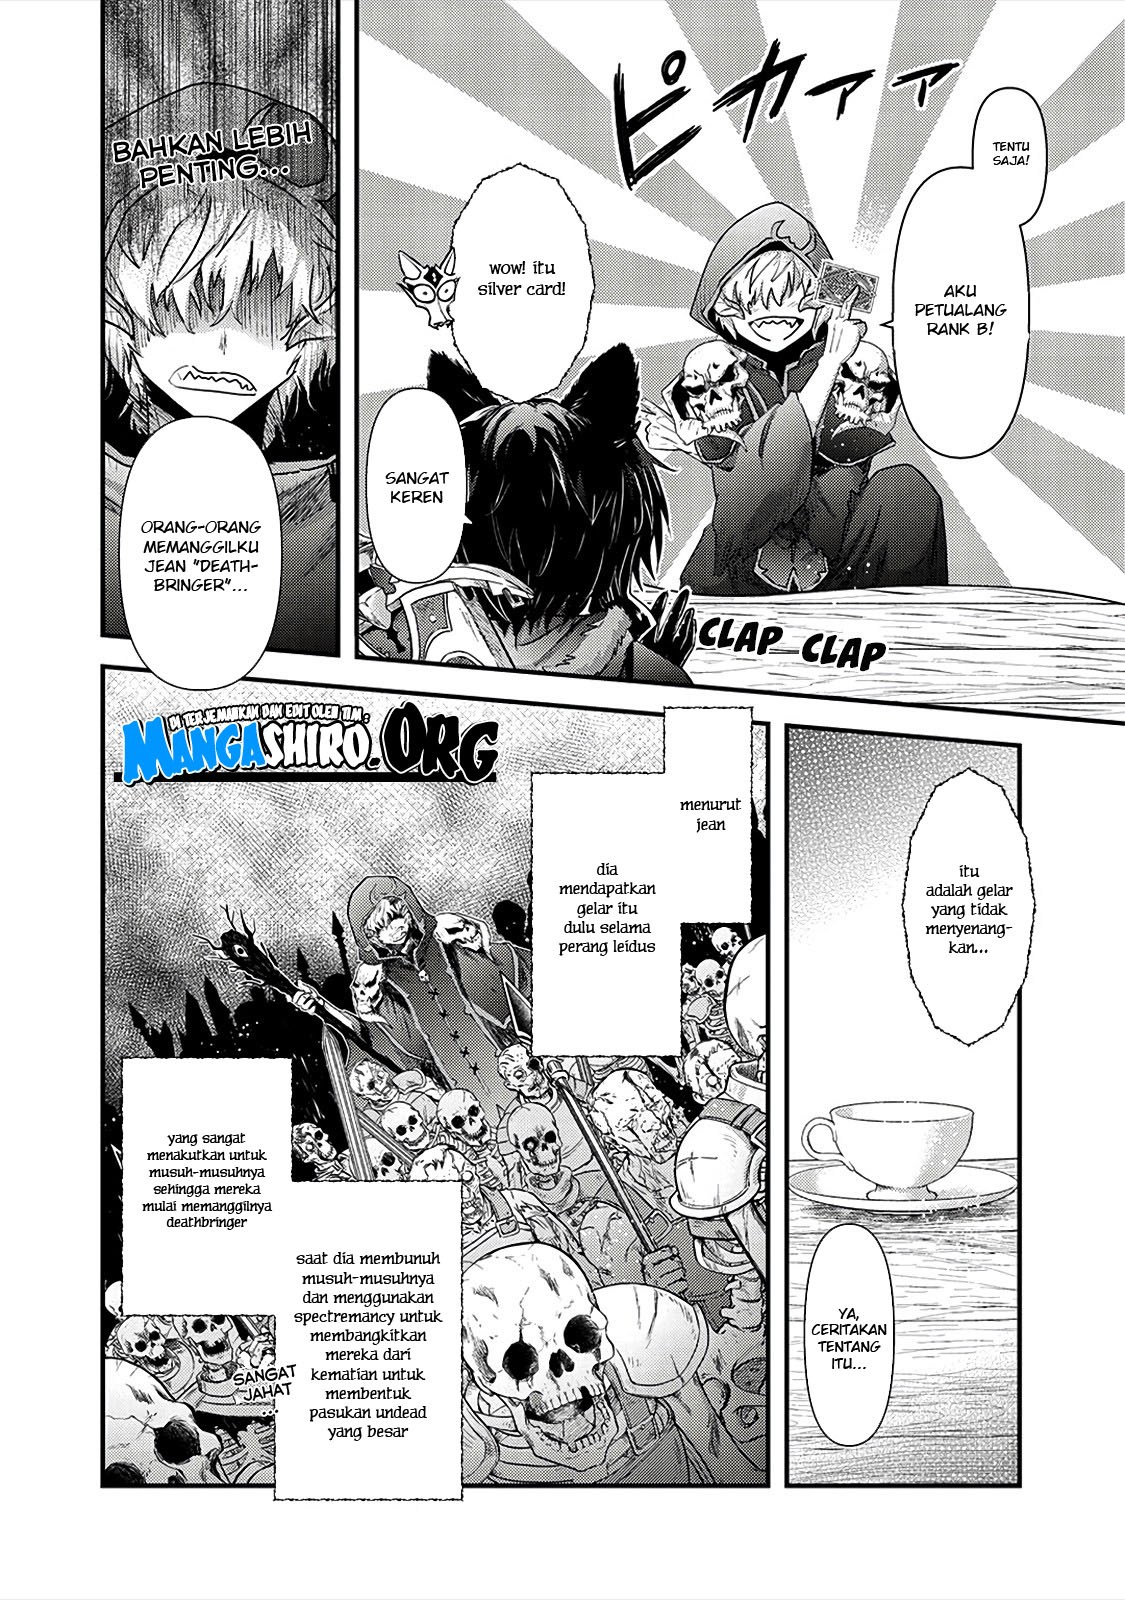 ピカァァ
TENTU
SAJA!
AKU
PETUALANG
RANK B!
wow! itu
silver card!
SANGAT
KEREN
CLAP CLAP
BAHKAN LEBIH
PENTING...
ORANG-ORANG
MEMANGGILKU
JEAN "DEATH-
BRINGER"...
itu
adalah gelar
yang tidak
menyenang-
kan...
YA,
CERITAKAN
TENTANG
ITU...
menurut
jean
dia
mendapatkan
gelar itu
dulu selama
perang leidus
DI TERJEMAHKAN DAN EDIT OLEH TIM :
MANGASHIRO.ORG
saat dia membunuh
musuh-musuhnya
dan menggunakan
spectremancy untuk
membangkitkan
mereka dari
kematian untuk
membentuk
pasukan undead
yang besar
yang sangat
menakutkan untuk
musuh-musuhnya
sehingga mereka
mulai memanggilnya
deathbringer
SANGAT
JAHAT
...